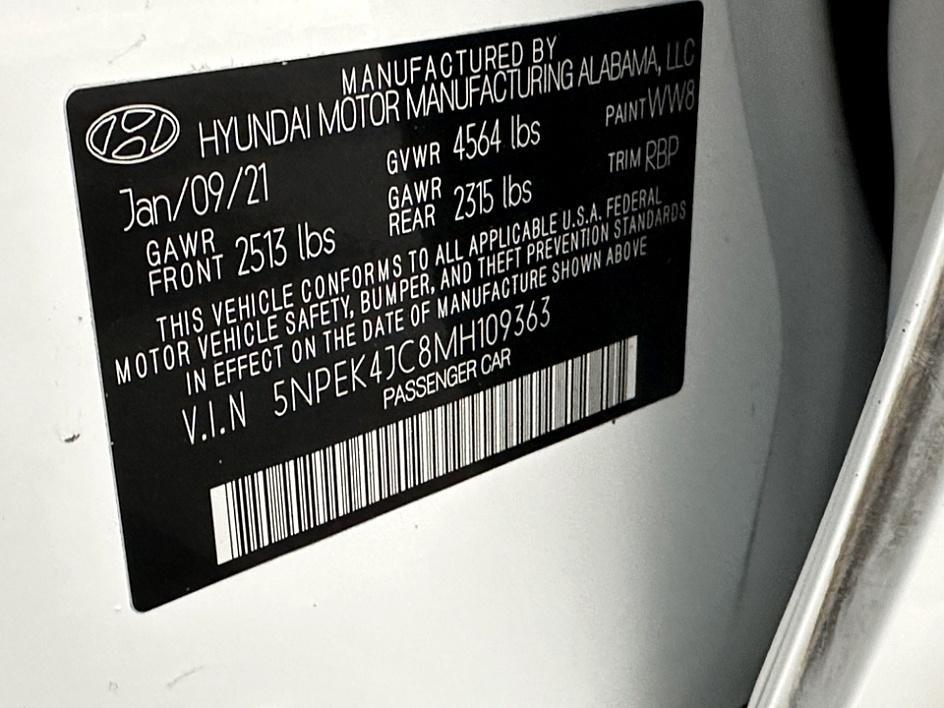 MANUFACTURED BY
HYUNDAI MOTOR MANUFACTURING ALABAMA, LLC
Jan/09/21 GVWR 4564 lbs PAINT WW8
GAWR FRONT 2513 lbs GAWR REAR 2315 lbs TRIM RBP
THIS VEHICLE CONFORMS TO ALL APPLICABLE U.S.A. FEDERAL
MOTOR VEHICLE SAFETY, BUMPER, AND THEFT PREVENTION STANDARDS
IN EFFECT ON THE DATE OF MANUFACTURE SHOWN ABOVE
V.I.N 5NPEK4JC8MH109363
PASSENGER CAR